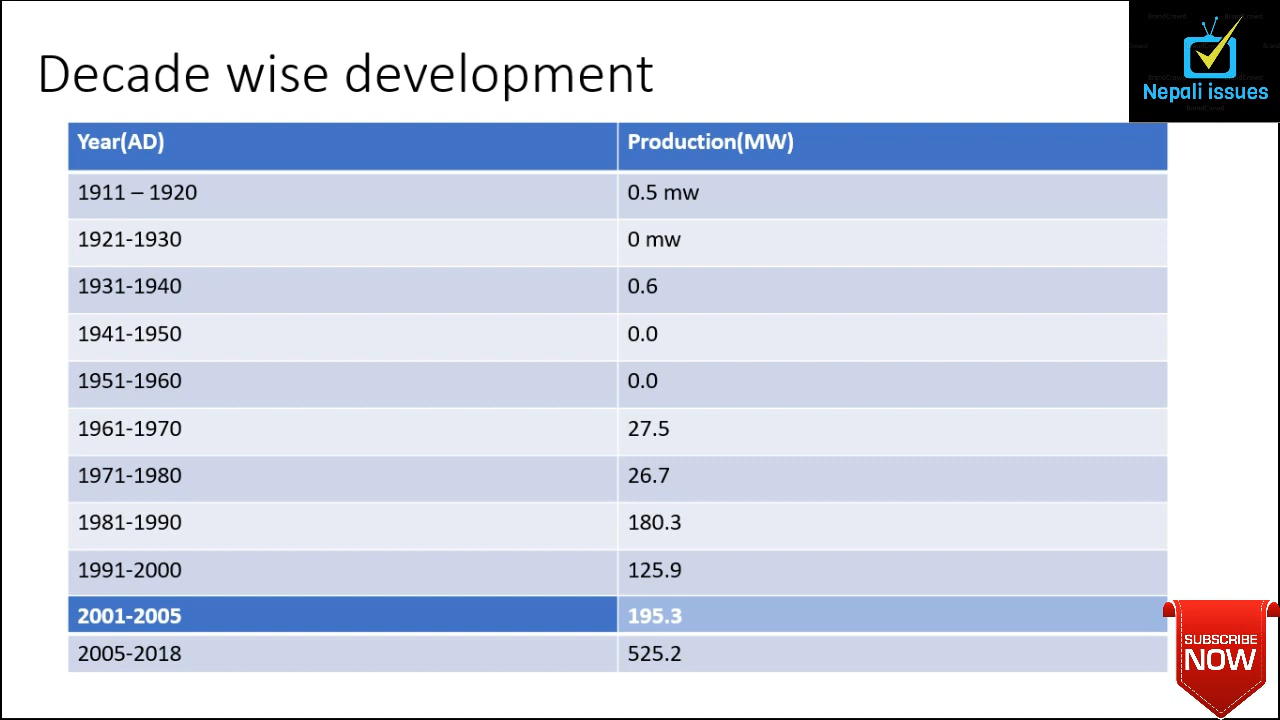 Decade wise development
Nepali issues
Year(AD) Production(MW)
1911 – 1920 0.5 mw
1921-1930 0 mw
1931-1940 0.6
1941-1950 0.0
1951-1960 0.0
1961-1970 27.5
1971-1980 26.7
1981-1990 180.3
1991-2000 125.9
2001-2005 195.3
2005-2018 525.2
SUBSCRIBE
NOW